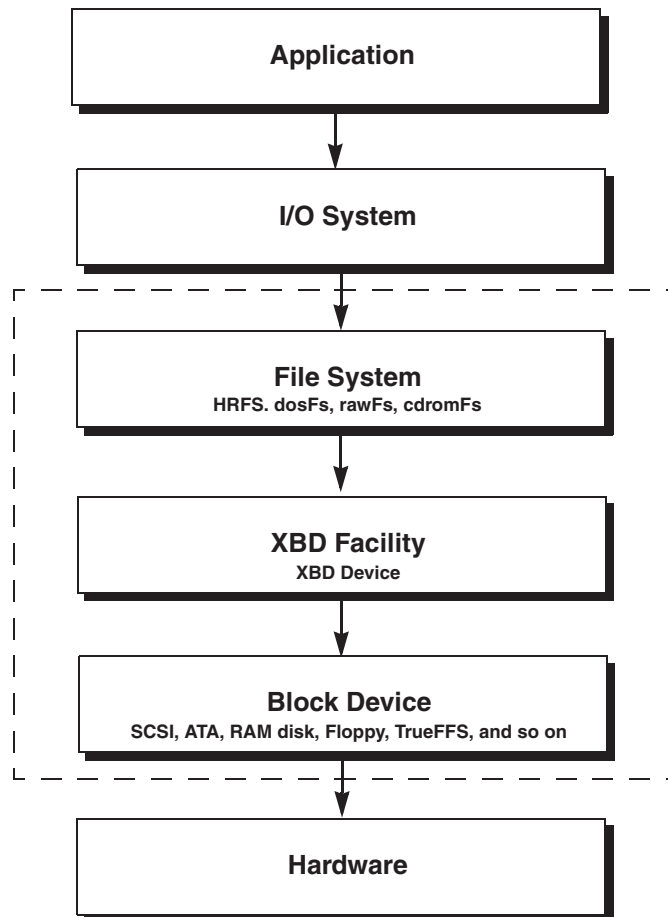 Application
I/O System
File System
HRFS. dosFs, rawFs, cdromFs
XBD Facility
XBD Device
Block Device
SCSI, ATA, RAM disk, Floppy, TrueFFS, and so on
Hardware